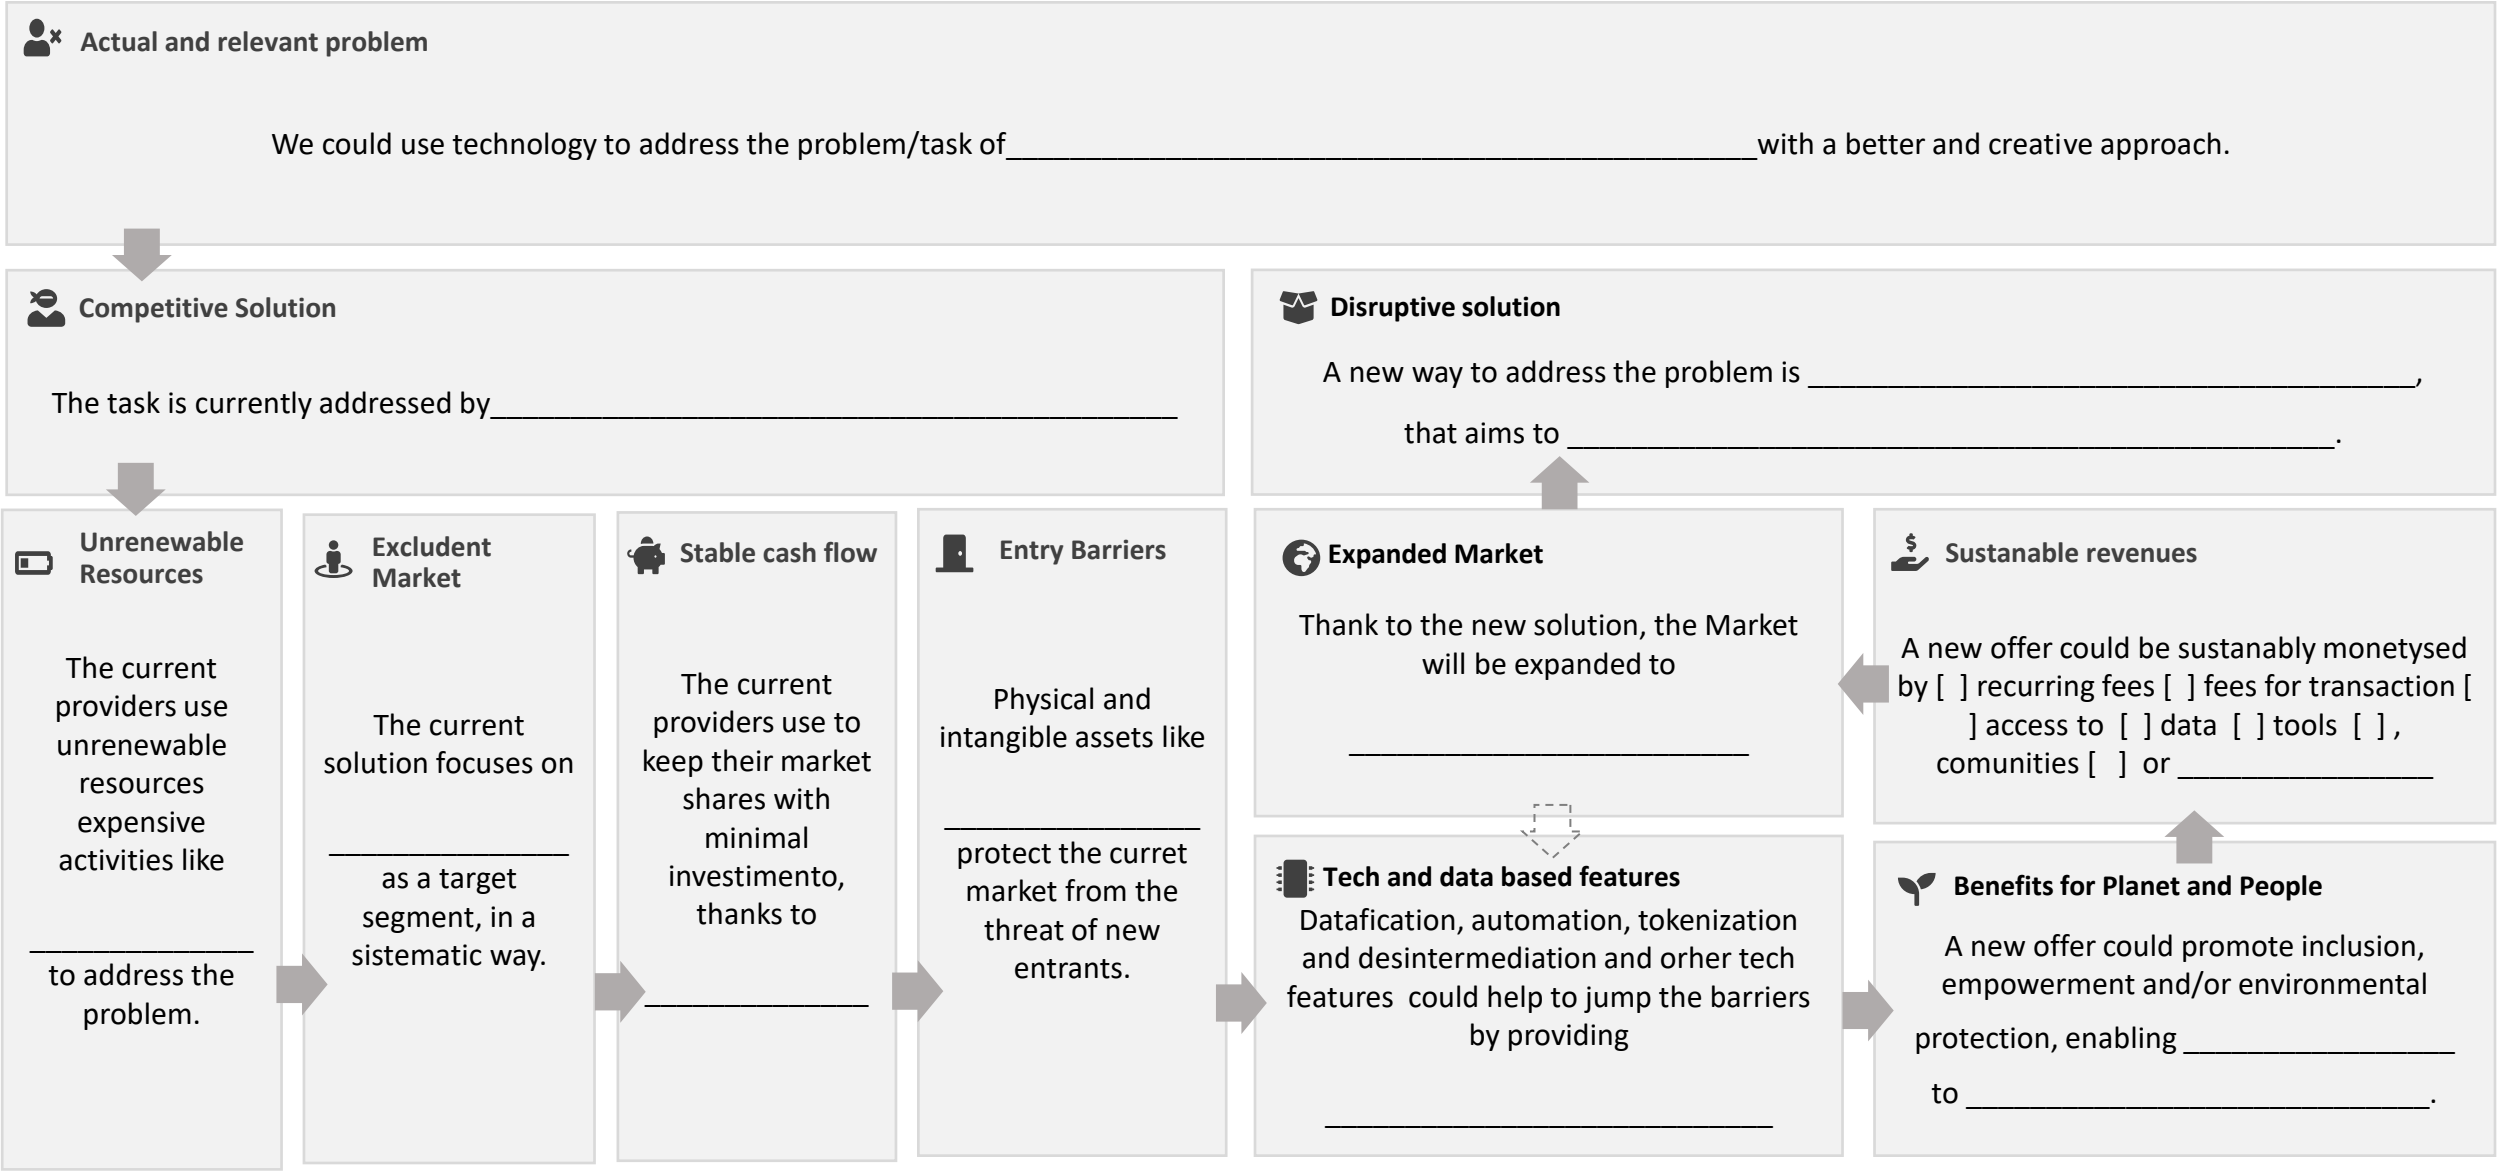 Actual and relevant problem
We could use technology to address the problem/task of_______________________________________________with a better and creative approach.
Competitive Solution
The task is currently addressed by___________________________________________
Disruptive solution
A new way to address the problem is ______________________________________,
that aims to ________________________________________________.
Unrenewable
Resources
The current
providers use
unrenewable
resources
expensive
activities like
______________
to address the
problem.
Excludent
Market
The current
solution focuses on
_______________
as a target
segment, in a
sistematic way.
Stable cash flow
The current
providers use to
keep their market
shares with
minimal
investimento,
thanks to
______________
Entry Barriers
Physical and
intangible assets like
________________
protect the curret
market from the
threat of new
entrants.
Expanded Market
Thank to the new solution, the Market
will be expanded to
_________________________
Sustanable revenues
A new offer could be sustanably monetysed
by [ ] recurring fees [ ] fees for transaction [
] access to [ ] data [ ] tools [ ] ,
comunities [ ] or ________________
Tech and data based features
Datafication, automation, tokenization
and desintermediation and orher tech
features could help to jump the barriers
by providing
____________________________
Benefits for Planet and People
A new offer could promote inclusion,
empowerment and/or environmental
protection, enabling _________________
to _____________________________.